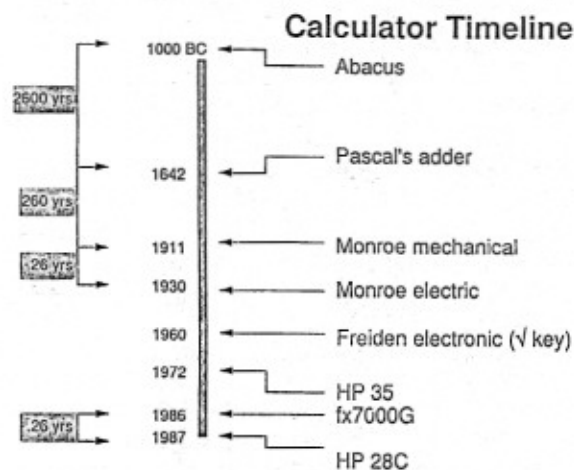 Calculator Timeline
1000 BC
Abacus
2600 yrs
Pascal's adder
1642
260 yrs
1911
Monroe mechanical
26 yrs
1930
Monroe electric
1960
Freiden electronic (√ key)
1972
HP 35
1986
fx7000G
.26 yrs
1987
HP 28C